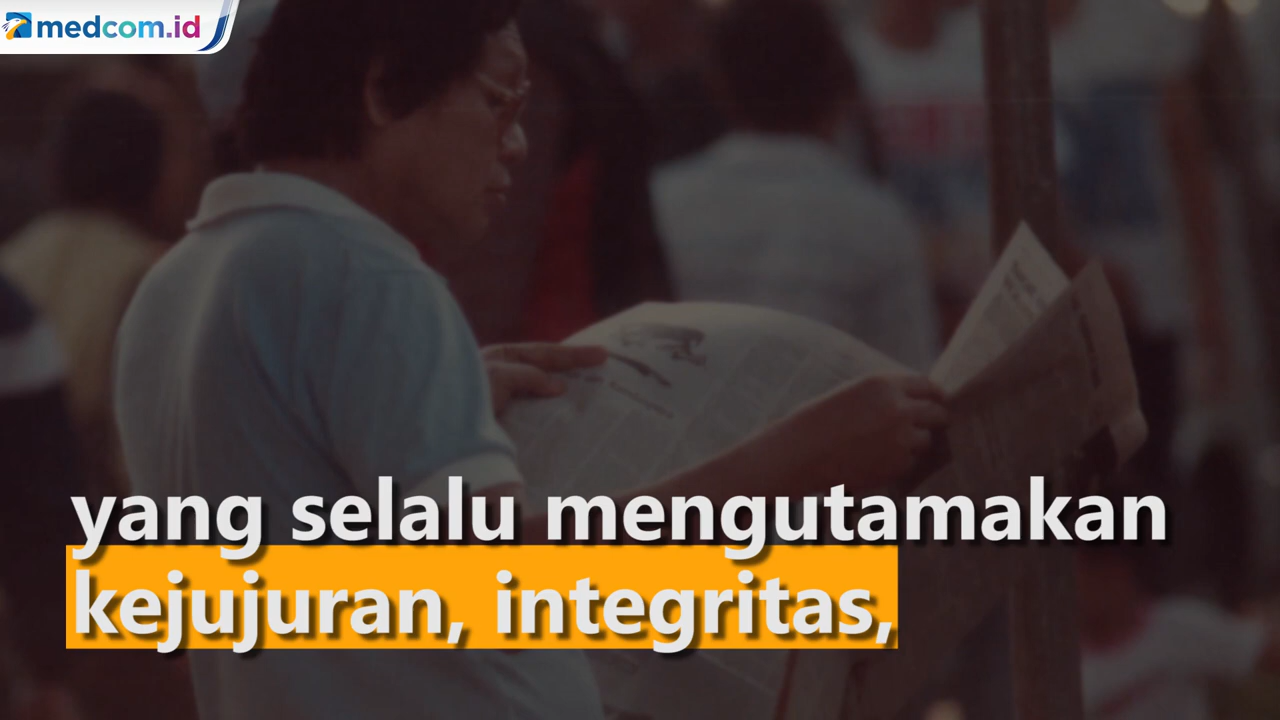 medcom.id
yang selalu mengutamakan
kejujuran, integritas,